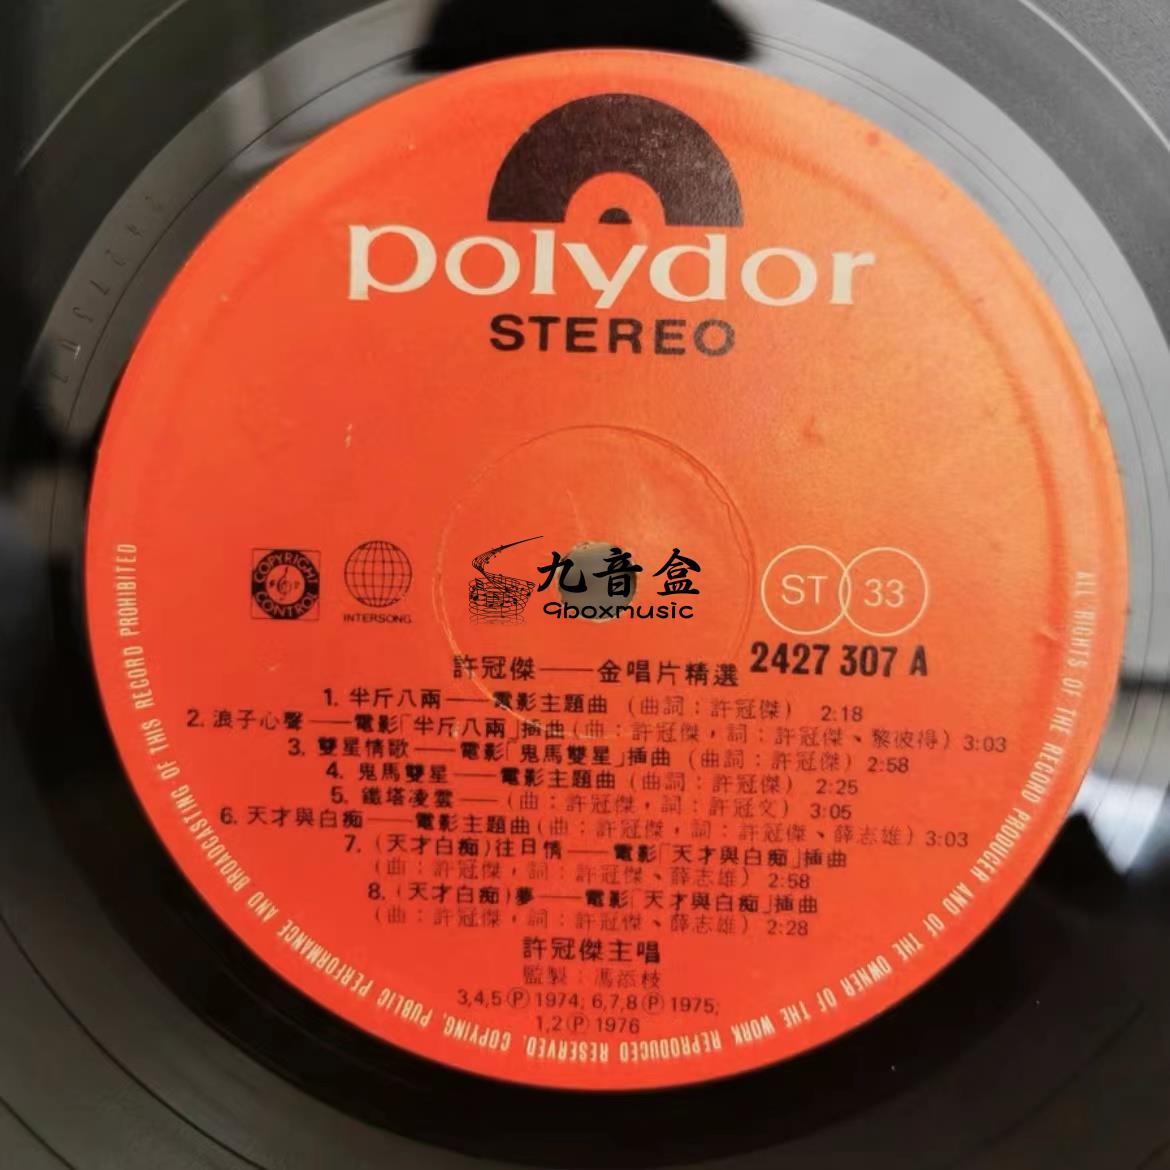 polydor
STEREO
COPYRIGHT
CONTROL
INTERSONG
九音盒
9boxmusic
ST 33
2427 307 A
許冠傑——金唱片精選
1. 半斤八兩——電影主題曲 (曲詞：許冠傑) 2:18
2. 浪子心聲——電影「半斤八兩」插曲(曲：許冠傑，詞：許冠傑、黎彼得) 3:03
3. 雙星情歌——電影「鬼馬雙星」插曲 (曲詞：許冠傑) 2:58
4. 鬼馬雙星——電影主題曲 (曲詞：許冠傑) 2:25
5. 鐵塔凌雲——(曲：許冠傑，詞：許冠文) 3:05
6. 天才與白痴——電影主題曲(曲：許冠傑，詞：許冠傑、薛志雄) 3:03
7. (天才白痴)往日情——電影「天才與白痴」插曲
(曲：許冠傑，詞：許冠傑、薛志雄) 2:58
8. (天才白痴)夢——電影「天才與白痴」插曲
(曲：許冠傑，詞：許冠傑、薛志雄) 2:28
許冠傑主唱
監製：馮添枝
3,4,5 Ⓟ 1974; 6,7,8 Ⓟ 1975;
1,2 Ⓟ 1976
ALL RIGHTS OF THE RECORD PRODUCER AND OF THE OWNER OF THE WORK REPRODUCED RESERVED. COPYING, PUBLIC PERFORMANCE AND BROADCASTING OF THIS RECORD PROHIBITED